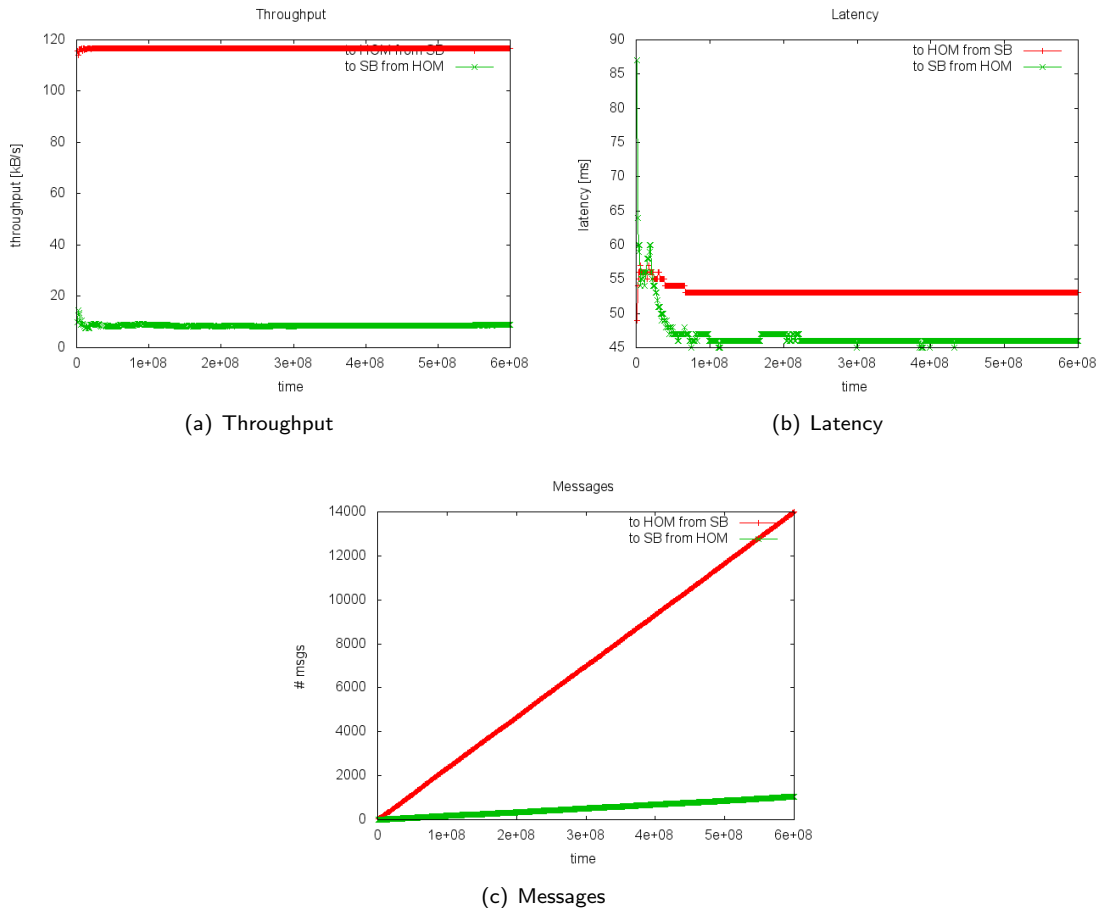 Throughput
120
100
80
60
40
20
0
throughput [kB/s]
to HOM from SB
to SB from HOM
0 1e+08 2e+08 3e+08 4e+08 5e+08 6e+08
time
(a) Throughput
Latency
90
85
80
75
70
65
60
55
50
45
latency [ms]
to HOM from SB
to SB from HOM
0 1e+08 2e+08 3e+08 4e+08 5e+08 6e+08
time
(b) Latency
Messages
14000
12000
10000
8000
6000
4000
2000
0
# msgs
to HOM from SB
to SB from HOM
0 1e+08 2e+08 3e+08 4e+08 5e+08 6e+08
time
(c) Messages